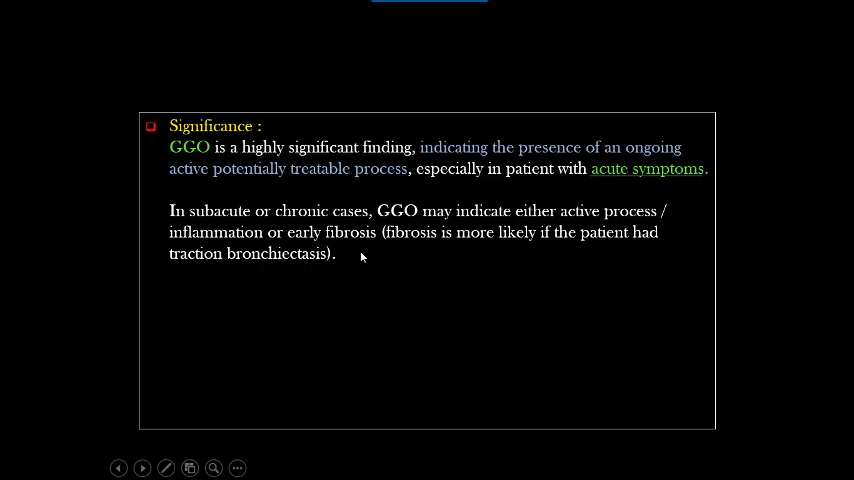 Significance :
GGO is a highly significant finding, indicating the presence of an ongoing
active potentially treatable process, especially in patient with acute symptoms.
In subacute or chronic cases, GGO may indicate either active process /
inflammation or early fibrosis (fibrosis is more likely if the patient had
traction bronchiectasis).